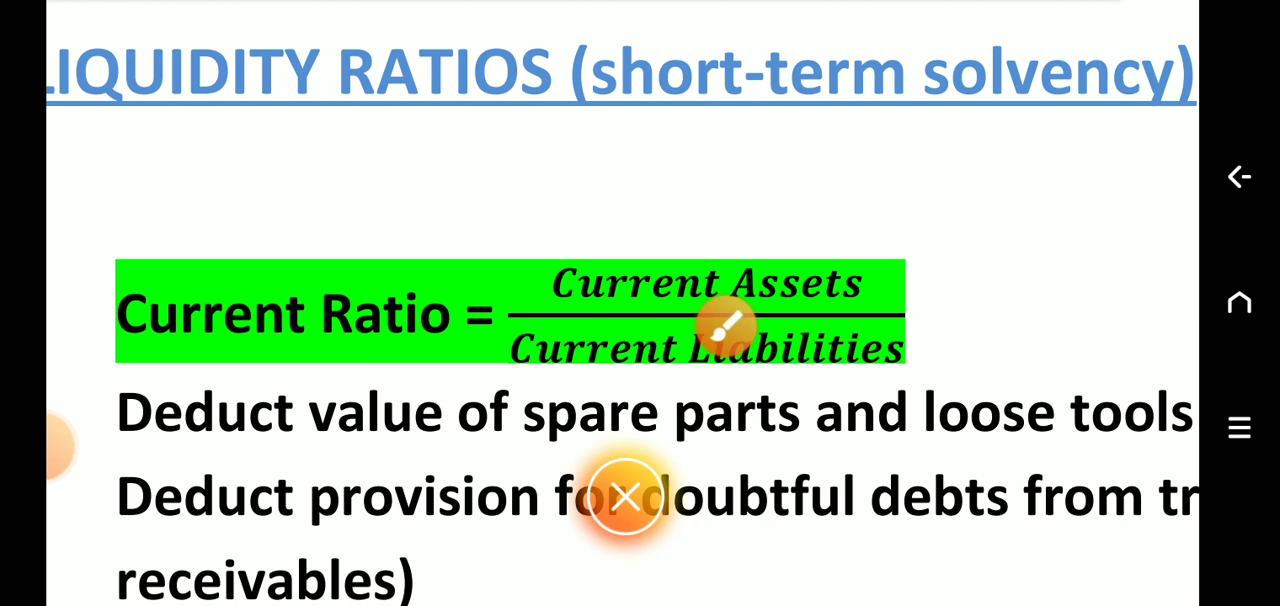 LIQUIDITY RATIOS (short-term solvency)
Current Ratio = Current Assets
Current Liabilities
Deduct value of spare parts and loose tools
Deduct provision for doubtful debts from tr
receivables)